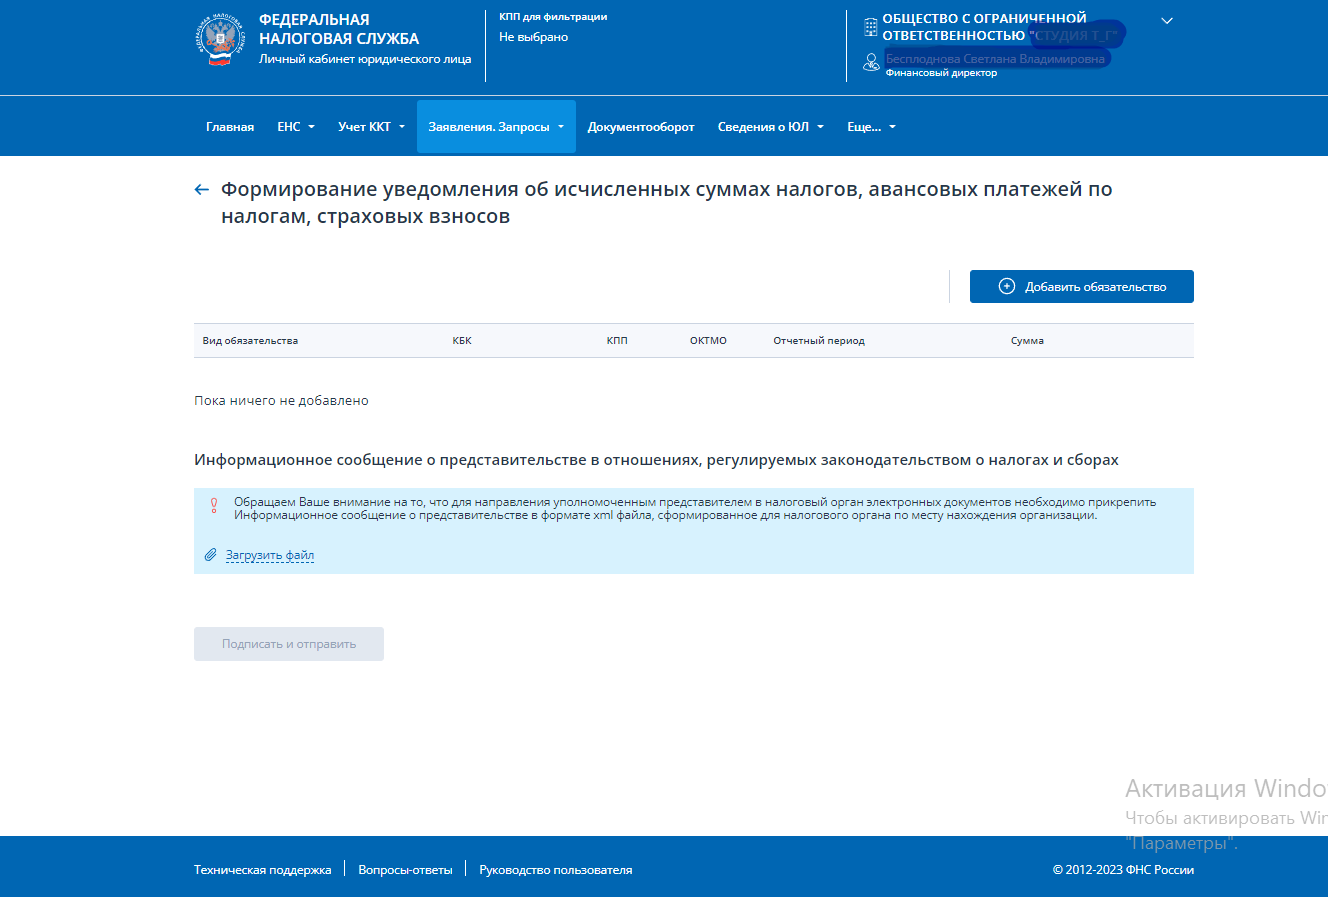 ФЕДЕРАЛЬНАЯ
НАЛОГОВАЯ СЛУЖБА
Личный кабинет юридического лица
КПП для фильтрации
Не выбрано
ОБЩЕСТВО С ОГРАНИЧЕННОЙ
ОТВЕТСТВЕННОСТЬЮ
Финансовый директор
Главная
ЕНС
Учет ККТ
Заявления. Запросы
Документооборот
Сведения о ЮЛ
Еще...
Формирование уведомления об исчисленных суммах налогов, авансовых платежей по
налогам, страховых взносов
Добавить обязательство
Вид обязательства КБК КПП ОКТМО Отчетный период Сумма
Пока ничего не добавлено
Информационное сообщение о представительстве в отношениях, регулируемых законодательством о налогах и сборах
Обращаем Ваше внимание на то, что для направления уполномоченным представителем в налоговый орган электронных документов необходимо прикрепить
Информационное сообщение о представительстве в формате xml файла, сформированное для налогового органа по месту нахождения организации.
Загрузить файл
Подписать и отправить
Активация Windo
Чтобы активировать Win
"Параметры".
Техническая поддержка
Вопросы-ответы
Руководство пользователя
© 2012-2023 ФНС России